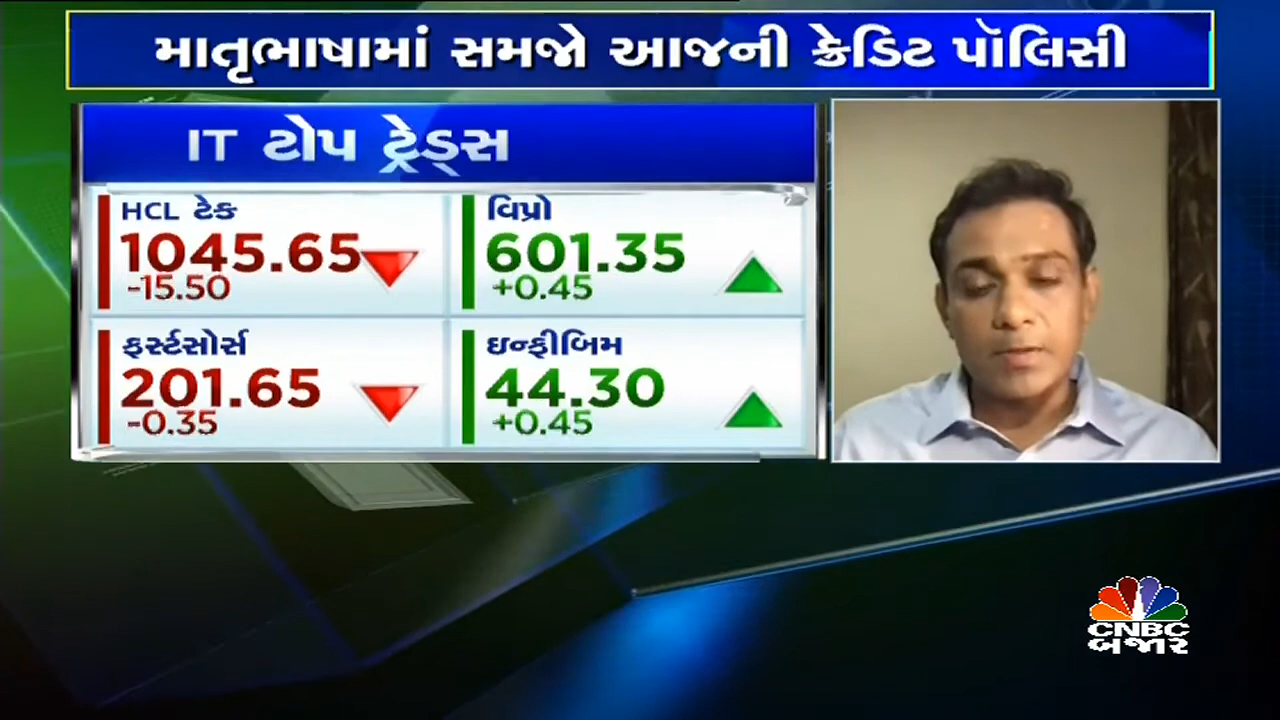 માતૃભાષામાં સમજો આજની ક્રેડિટ પૉલિસી
IT ટોપ ટ્રેડ્સ
HCL ટેક
1045.65
-15.50
વિપ્રો
601.35
+0.45
ફર્સ્ટસોર્સ
201.65
-0.35
ઇન્ફીબિમ
44.30
+0.45
CNBC
બજાર